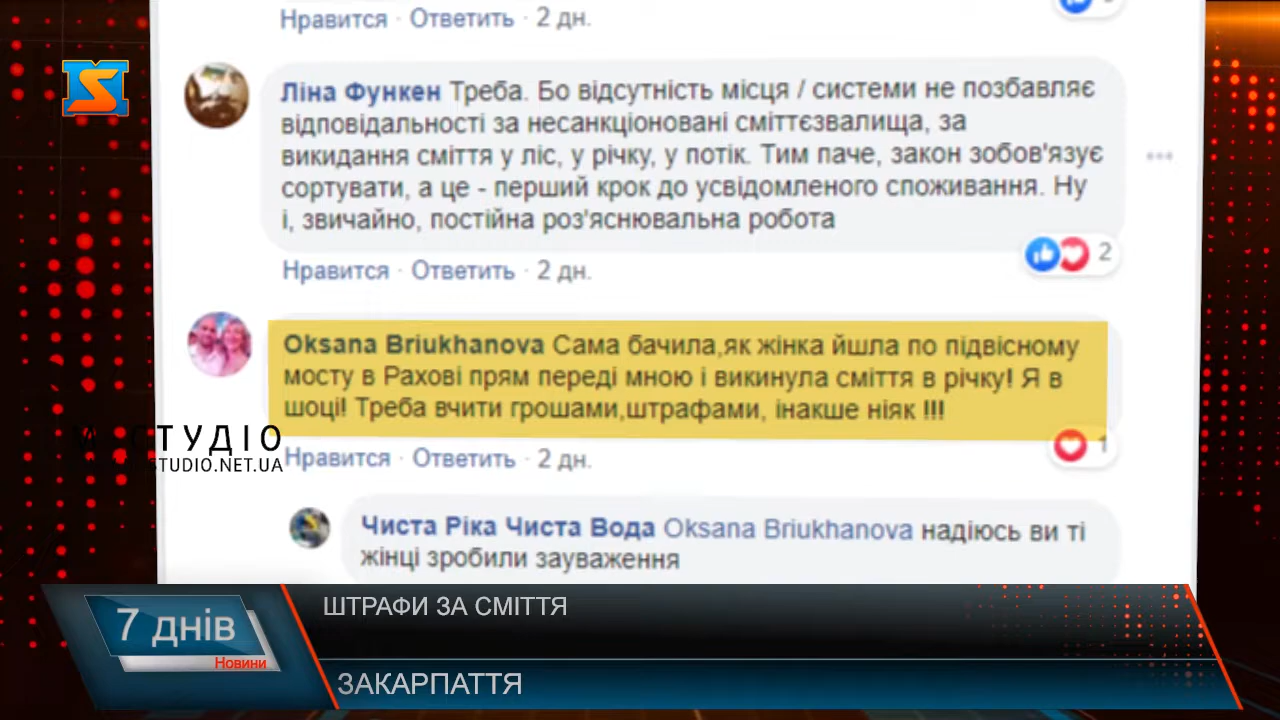 Нравится · Ответить · 2 дн.
Ліна Функен Треба. Бо відсутність місця / системи не позбавляє
відповідальності за несанкціоновані сміттєзвалища, за
викидання сміття у ліс, у річку, у потік. Тим паче, закон зобов'язує
сортувати, а це - перший крок до усвідомленого споживання. Ну
і, звичайно, постійна роз'яснювальна робота
2
Нравится · Ответить · 2 дн.
Oksana Briukhanova Сама бачила,як жінка йшла по підвісному
мосту в Рахові прям переді мною і викинула сміття в річку! Я в
шоці! Треба вчити грошами,штрафами, інакше ніяк !!!
1
М СТУДІО
STUDIO.NET.UA
Нравится · Ответить · 2 дн.
Чиста Ріка Чиста Вода Oksana Briukhanova надіюсь ви ті
жінці зробили зауваження
ШТРАФИ ЗА СМІТТЯ
7 днів
Новини
ЗАКАРПАТТЯ